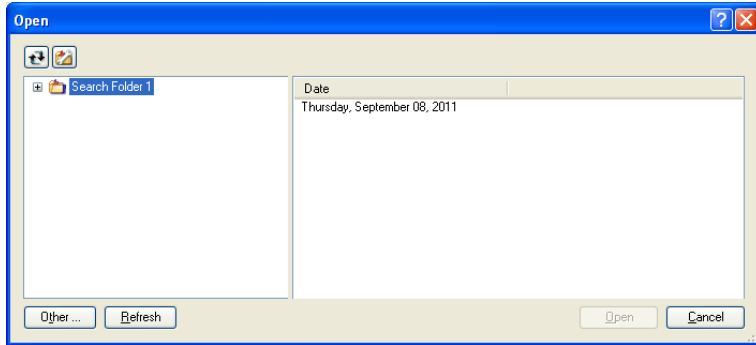 Open
Search Folder 1
Date
Thursday, September 08, 2011
Other ...
Refresh
Open
Cancel